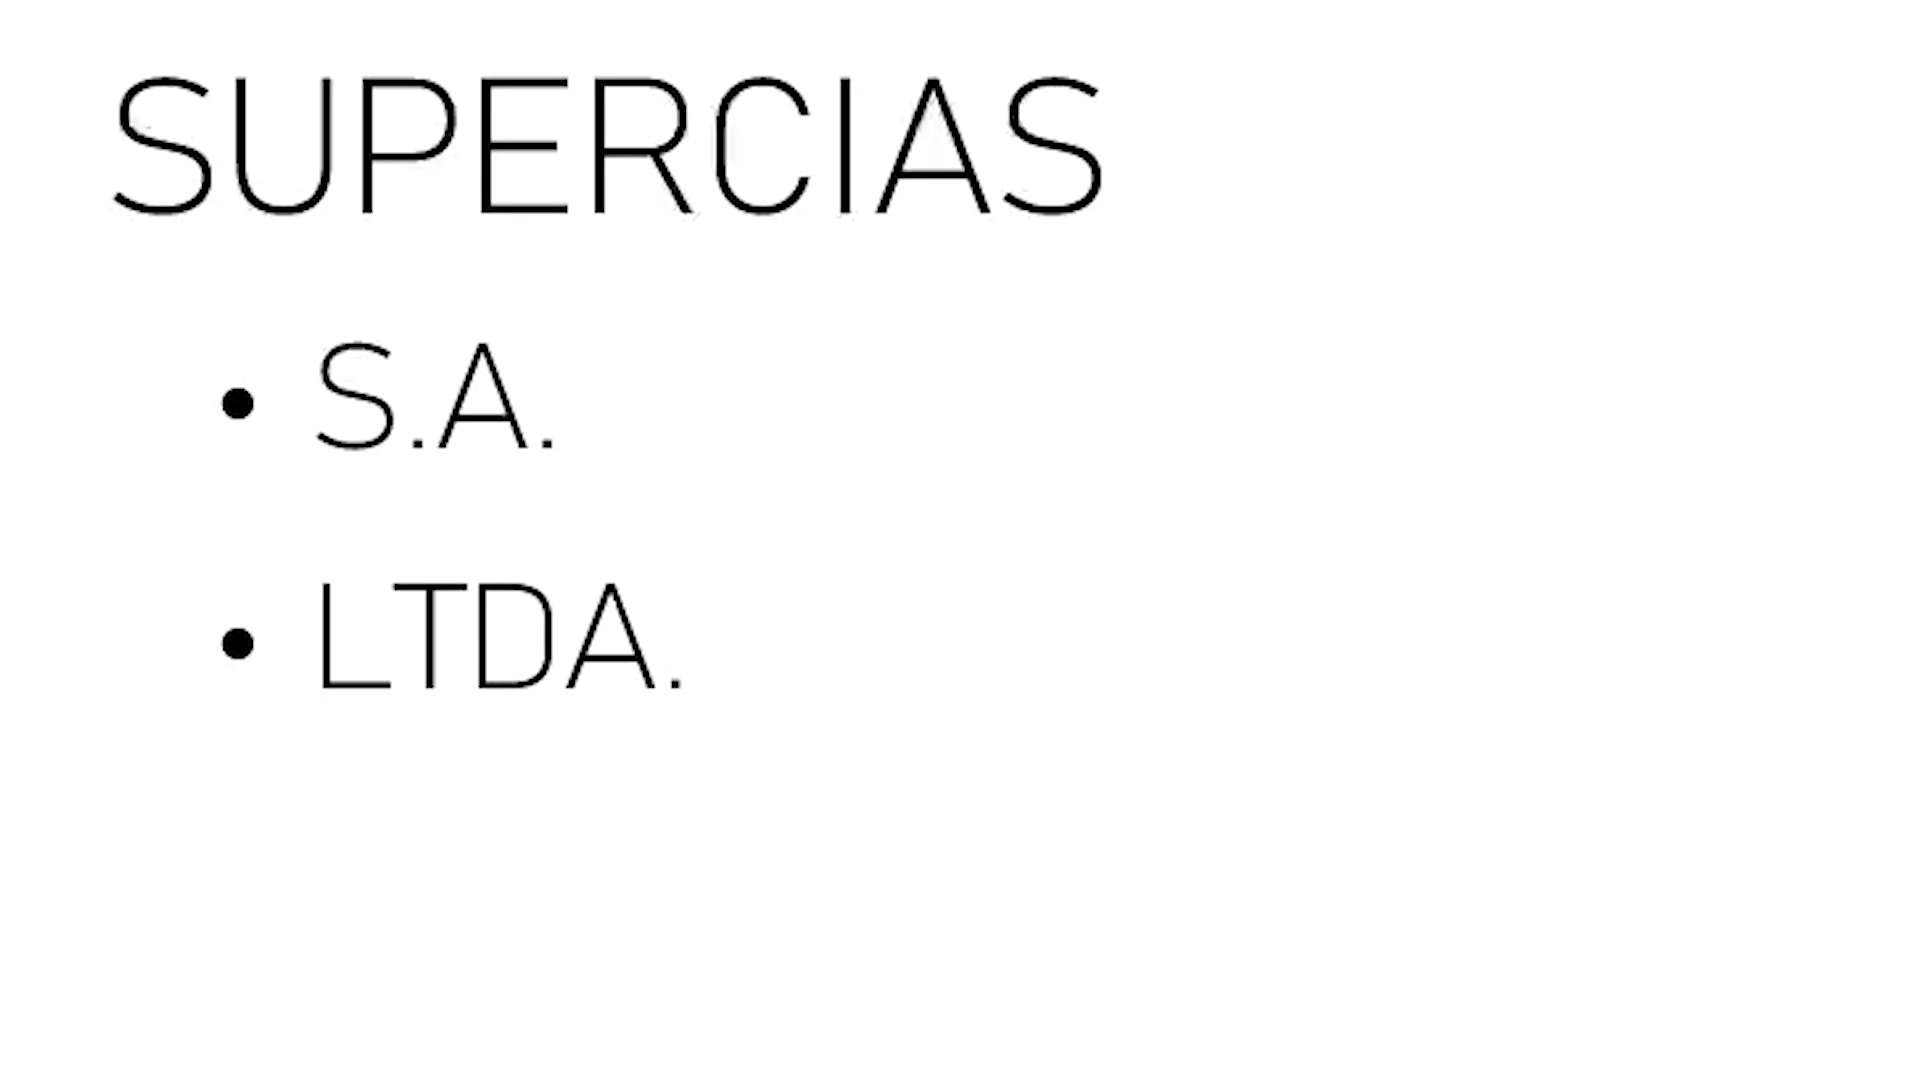 SUPERCIAS
• S.A.
• LTDA.